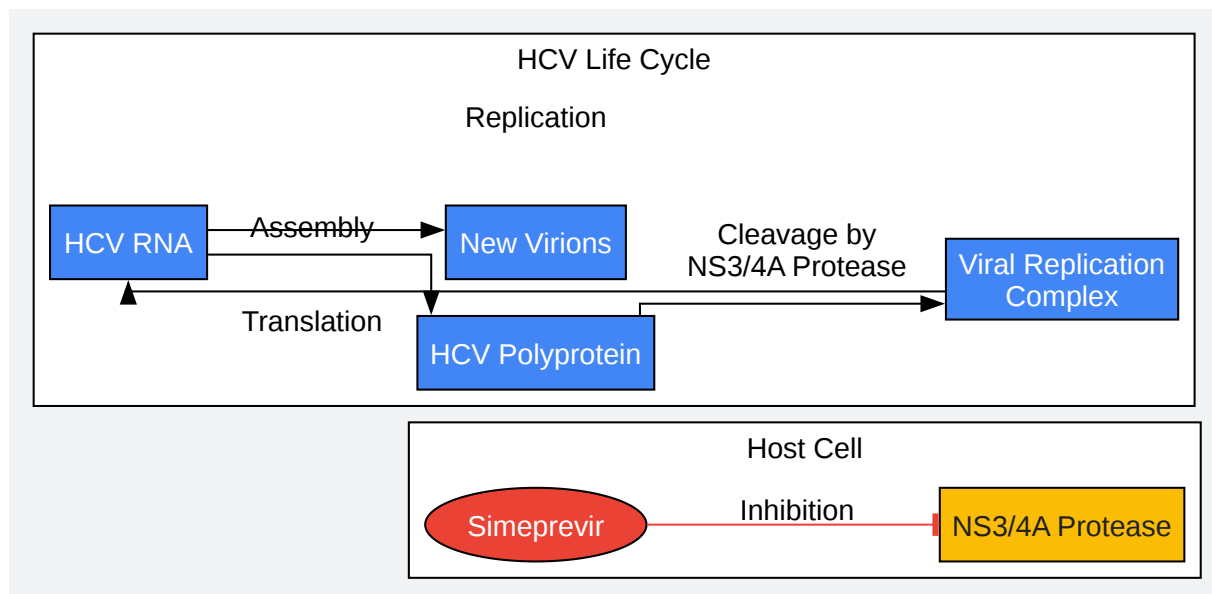 HCV Life Cycle
Replication
HCV RNA
Assembly
New Virions
Cleavage by
NS3/4A Protease
Viral Replication
Complex
Translation
HCV Polyprotein
Host Cell
Simeprevir
Inhibition
NS3/4A Protease